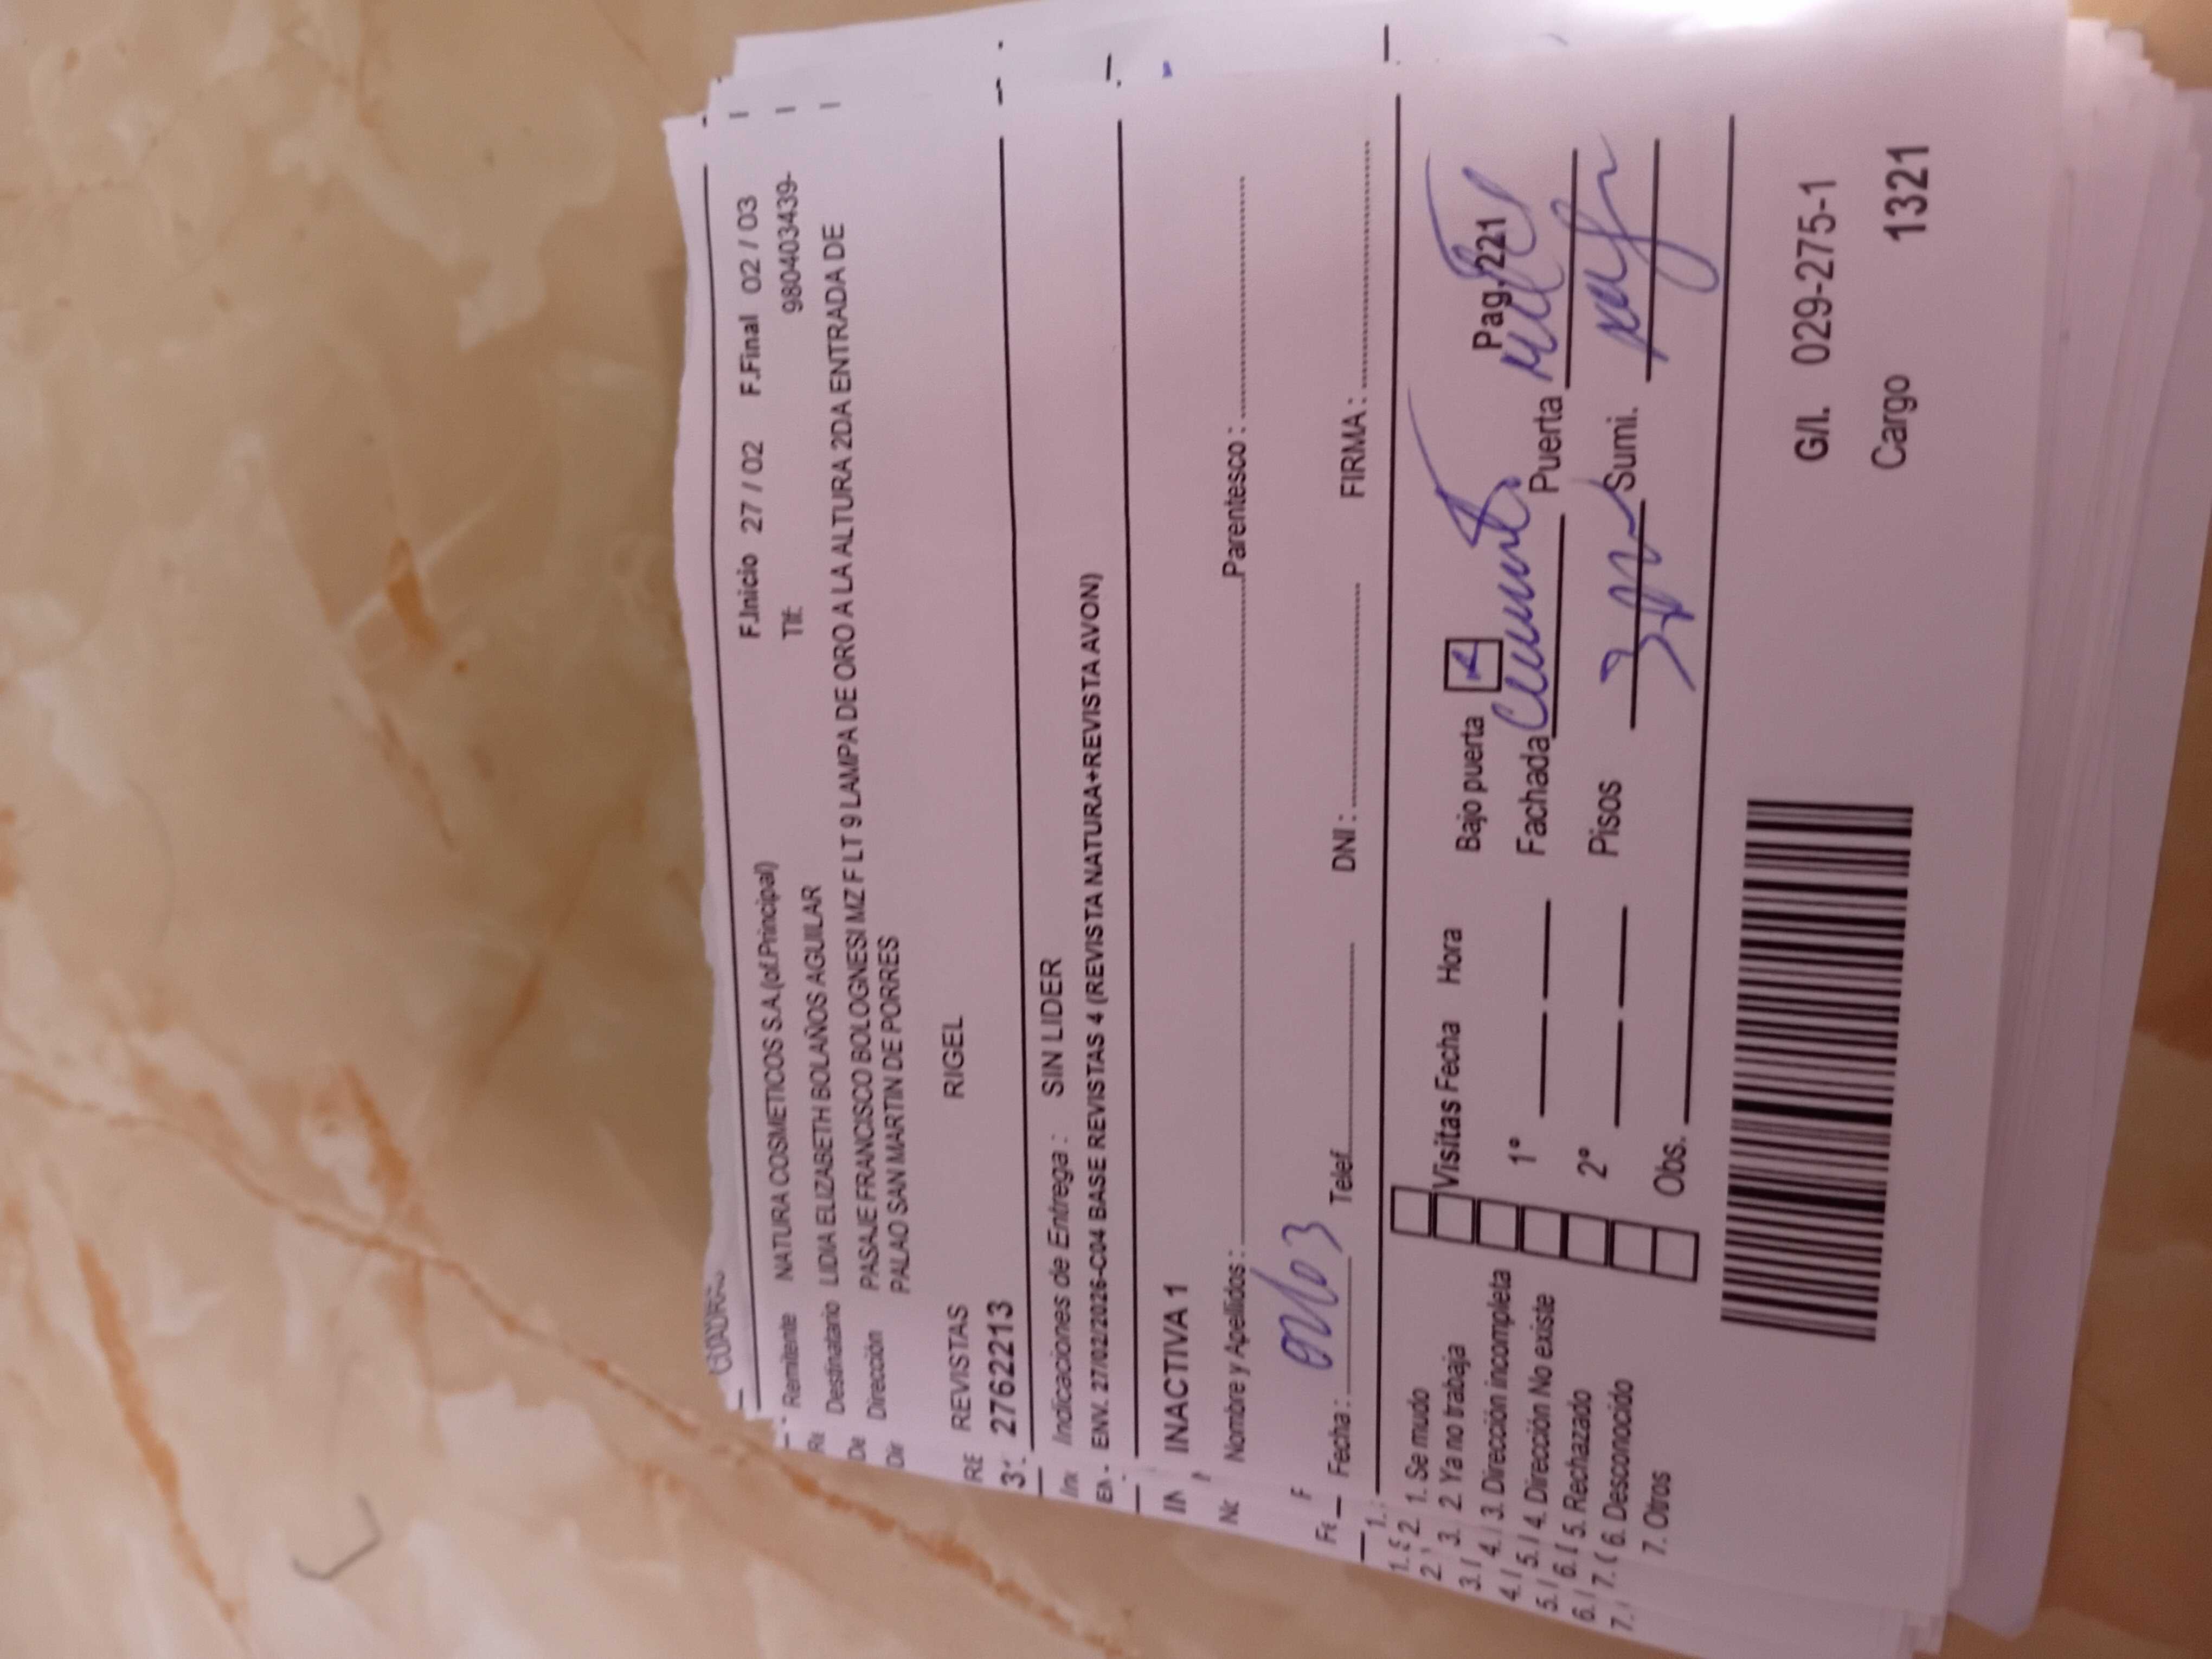 F.Inicio 27 / 02 F.Final 02 / 03
Remitente NATURA COSMETICOS S.A.(of.Principal) Tlf: 980403439-
Destinatario LIDIA ELIZABETH BOLAÑOS AGUILAR
Dirección PASAJE FRANCISCO BOLOGNESI MZ F LT 9 LAMPA DE ORO A LA ALTURA 2DA ENTRADA DE
PALAO SAN MARTIN DE PORRES
REVISTAS RIGEL
2762213
Indicaciones de Entrega : SIN LIDER
ENV. 27/02/2026-C04 BASE REVISTAS 4 (REVISTA NATURA+REVISTA AVON)
INACTIVA 1
Nombre y Apellidos : Parentesco :
Fecha : Telef. DNI : FIRMA :
1. Se mudo
2. Ya no trabaja
3. Dirección incompleta
4. Dirección No existe
5. Rechazado
6. Desconocido
7. Otros
Visitas Fecha Hora Bajo puerta Pag. 221
1º Fachada Puerta
2º Pisos Sumi.
Obs.
G/I. 029-275-1
Cargo 1321